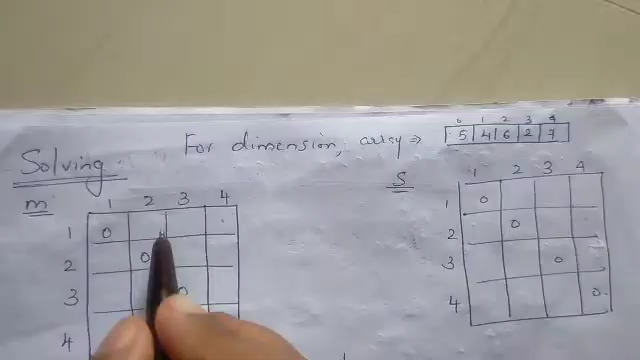 0 1 2 3 4
For dimension, array ⇒ 5 4 6 2 7
Solving
m
1 2 3 4
1 0
2 0
3 0
4
S
1 2 3 4
1 0
2 0
3 0
4 0